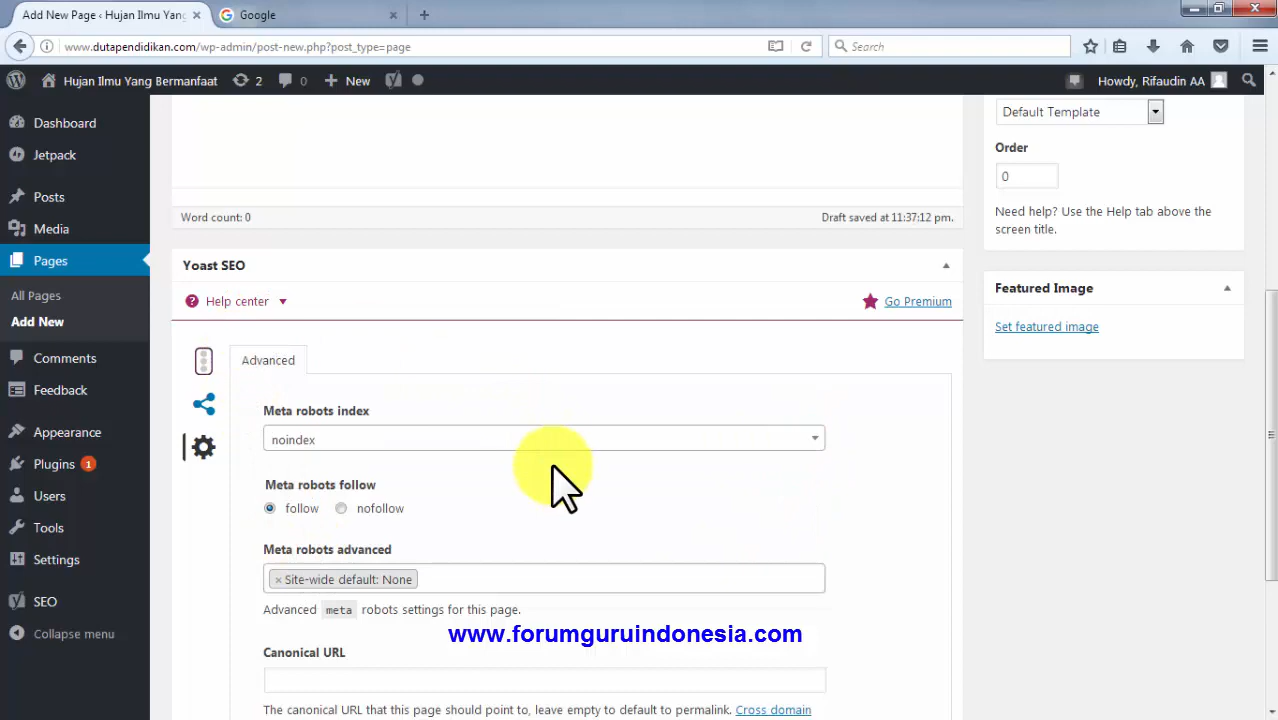 Add New Page ‹ Hujan Ilmu Yang
Google
www.dutapendidikan.com/wp-admin/post-new.php?post_type=page
Search
Hujan Ilmu Yang Bermanfaat
2
0
New
Howdy, Rifaudin AA
Dashboard
Jetpack
Posts
Media
Pages
All Pages
Add New
Comments
Feedback
Appearance
Plugins 1
Users
Tools
Settings
SEO
Collapse menu
Word count: 0
Draft saved at 11:37:12 pm.
Yoast SEO
Help center
Go Premium
Advanced
Meta robots index
noindex
Meta robots follow
follow
nofollow
Meta robots advanced
× Site-wide default: None
Advanced meta robots settings for this page.
www.forumguruindonesia.com
Canonical URL
The canonical URL that this page should point to, leave empty to default to permalink. Cross domain
Default Template
Order
0
Need help? Use the Help tab above the
screen title.
Featured Image
Set featured image